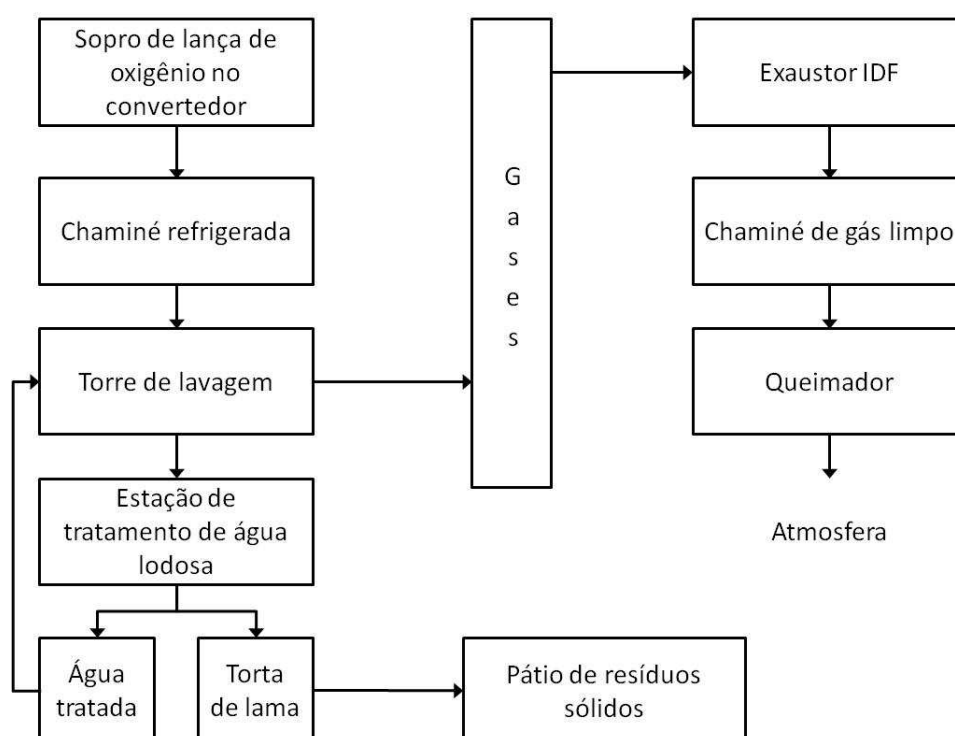 Sopro de lança de
oxigênio no
convertedor
Chaminé refrigerada
Torre de lavagem
Estação de
tratamento de água
lodosa
Água
tratada
Torta
de lama
Pátio de resíduos
sólidos
G
a
s
e
s
Exaustor IDF
Chaminé de gás limpo
Queimador
Atmosfera